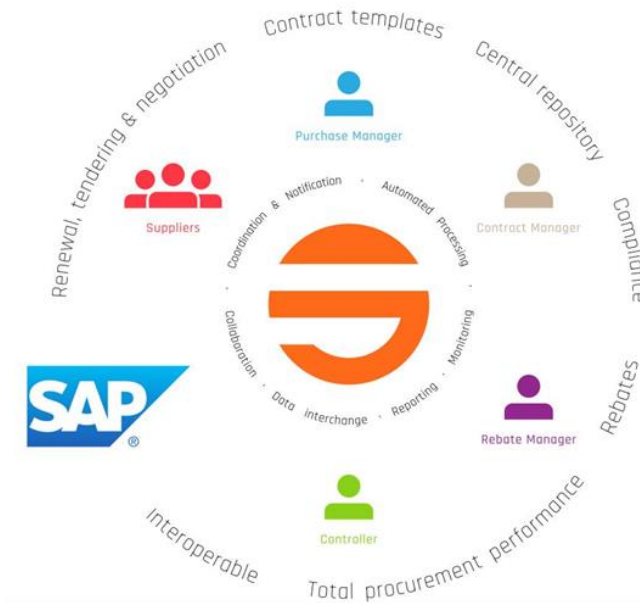 Contract templates
Central repository
Compliance
Rebates
Total procurement performance
Interoperable
Renewal, tendering & negotiation
Purchase Manager
Contract Manager
Rebate Manager
Controller
Suppliers
SAP®
Coordination & Notification · Automated Processing · Monitoring · Reporting · Data interchange · Collaboration ·